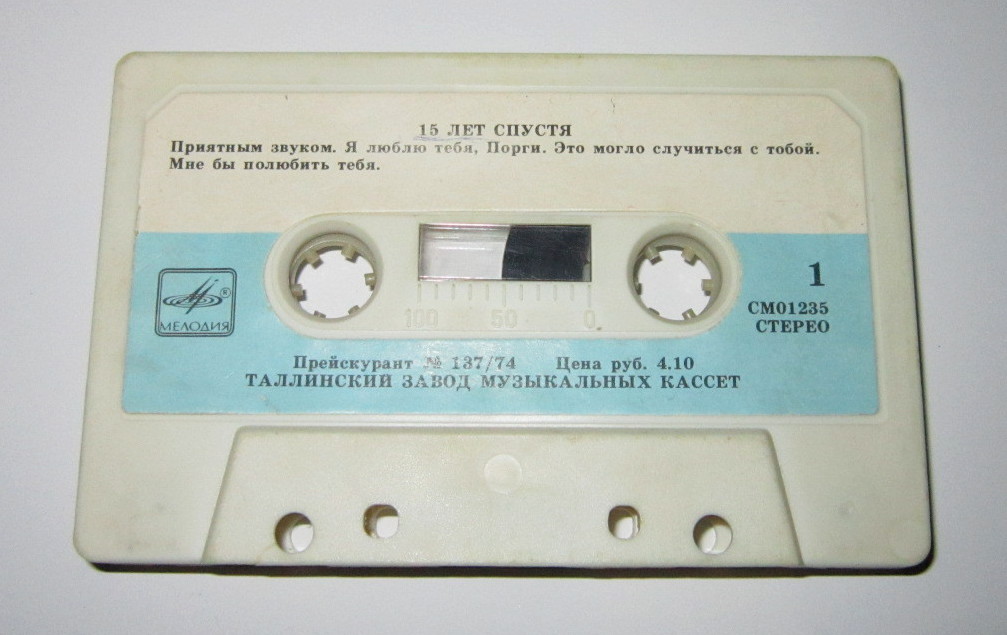 15 ЛЕТ СПУСТЯ
Приятным звуком. Я люблю тебя, Порги. Это могло случиться с тобой.
Мне бы полюбить тебя.
®
МЕЛОДИЯ
1
СМ01235
СТЕРЕО
100 50 0
Прейскурант № 137/74 Цена руб. 4.10
ТАЛЛИНСКИЙ ЗАВОД МУЗЫКАЛЬНЫХ КАССЕТ